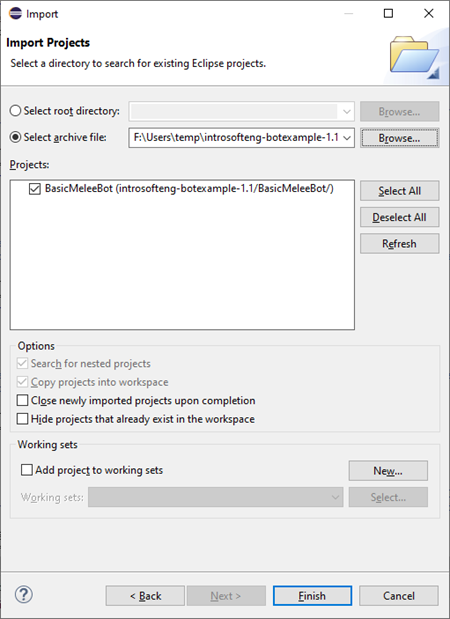 Import
Import Projects
Select a directory to search for existing Eclipse projects.
Select root directory:
Browse...
Select archive file:
F:\Users\temp\introsofteng-botexample-1.1
Browse...
Projects:
BasicMeleeBot (introsofteng-botexample-1.1/BasicMeleeBot/)
Select All
Deselect All
Refresh
Options
Search for nested projects
Copy projects into workspace
Close newly imported projects upon completion
Hide projects that already exist in the workspace
Working sets
Add project to working sets
New...
Working sets:
Select...
?
< Back
Next >
Finish
Cancel